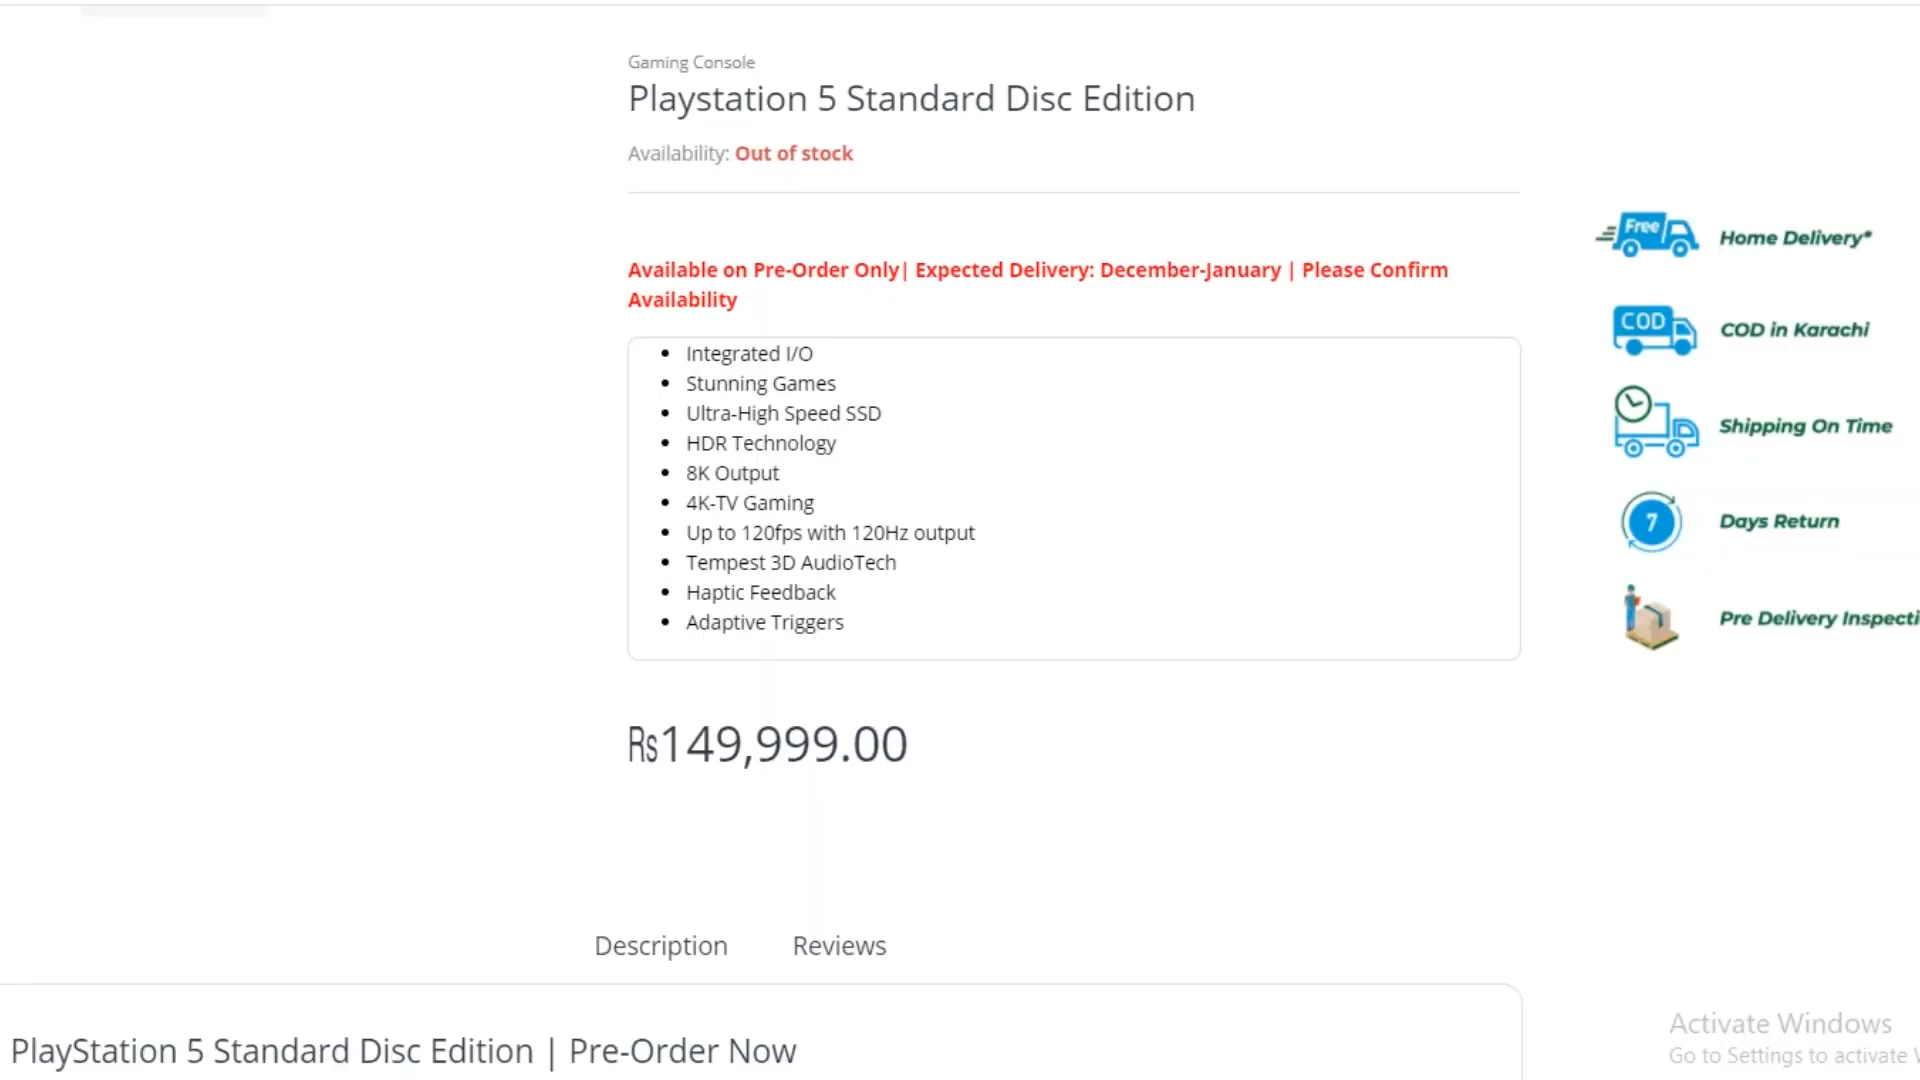 Gaming Console
Playstation 5 Standard Disc Edition
Availability: Out of stock
Available on Pre-Order Only| Expected Delivery: December-January | Please Confirm
Availability
Integrated I/O
Stunning Games
Ultra-High Speed SSD
HDR Technology
8K Output
4K-TV Gaming
Up to 120fps with 120Hz output
Tempest 3D AudioTech
Haptic Feedback
Adaptive Triggers
₨149,999.00
Free Home Delivery*
COD COD in Karachi
Shipping On Time
7 Days Return
Pre Delivery Inspecti
Description Reviews
PlayStation 5 Standard Disc Edition | Pre-Order Now
Activate Windows
Go to Settings to activate